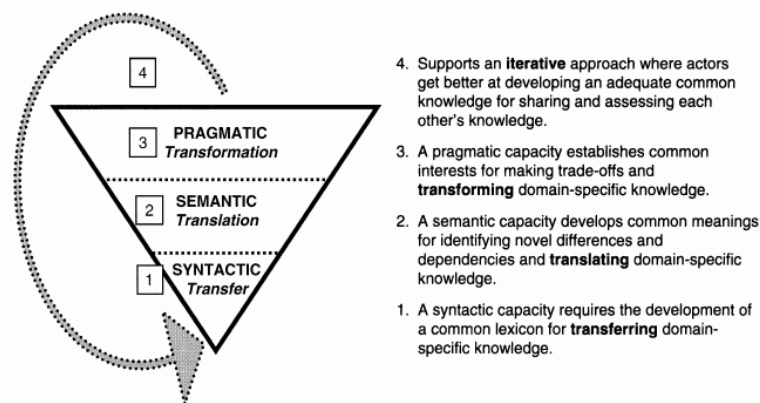 4
3
PRAGMATIC
Transformation
2
SEMANTIC
Translation
1
SYNTACTIC
Transfer
4. Supports an iterative approach where actors
get better at developing an adequate common
knowledge for sharing and assessing each
other's knowledge.
3. A pragmatic capacity establishes common
interests for making trade-offs and
transforming domain-specific knowledge.
2. A semantic capacity develops common meanings
for identifying novel differences and
dependencies and translating domain-specific
knowledge.
1. A syntactic capacity requires the development of
a common lexicon for transferring domain-
specific knowledge.